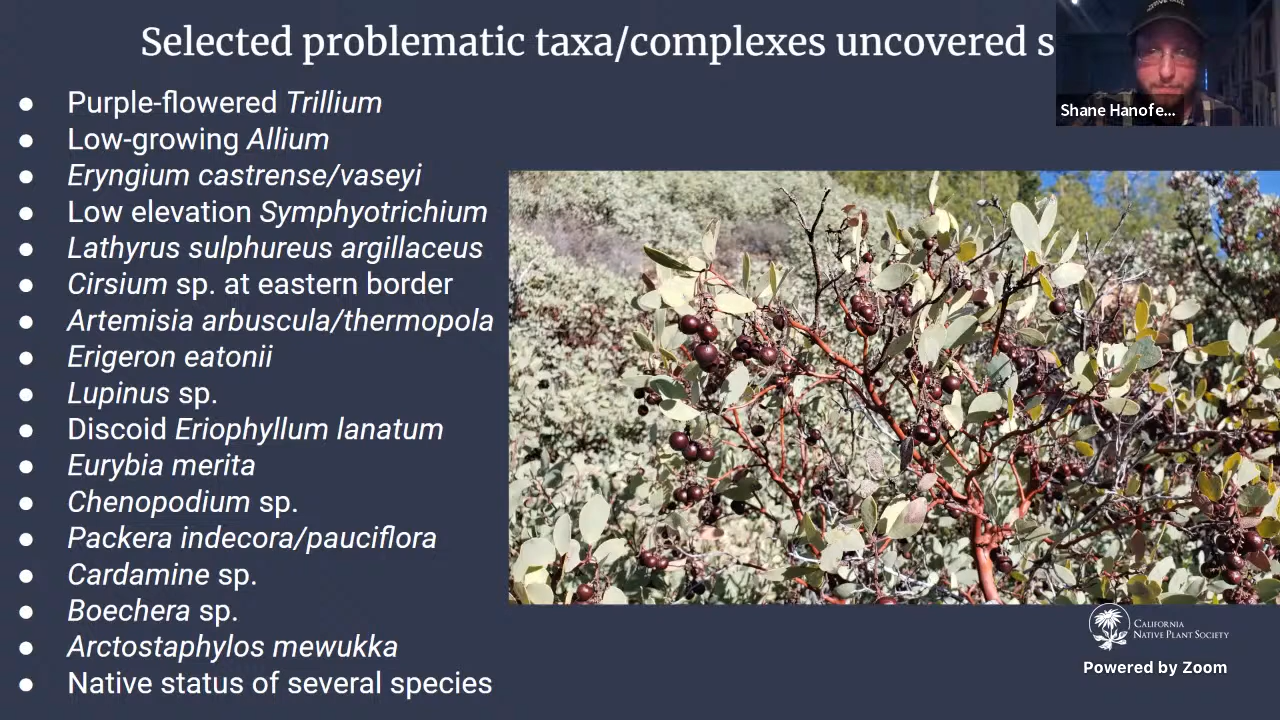 Selected problematic taxa/complexes uncovered s
Shane Hanofe...
● Purple-flowered Trillium
● Low-growing Allium
● Eryngium castrense/vaseyi
● Low elevation Symphyotrichium
● Lathyrus sulphureus argillaceus
● Cirsium sp. at eastern border
● Artemisia arbuscula/thermopola
● Erigeron eatonii
● Lupinus sp.
● Discoid Eriophyllum lanatum
● Eurybia merita
● Chenopodium sp.
● Packera indecora/pauciflora
● Cardamine sp.
● Boechera sp.
● Arctostaphylos mewukka
● Native status of several species
CALIFORNIA
NATIVE PLANT SOCIETY
Powered by Zoom